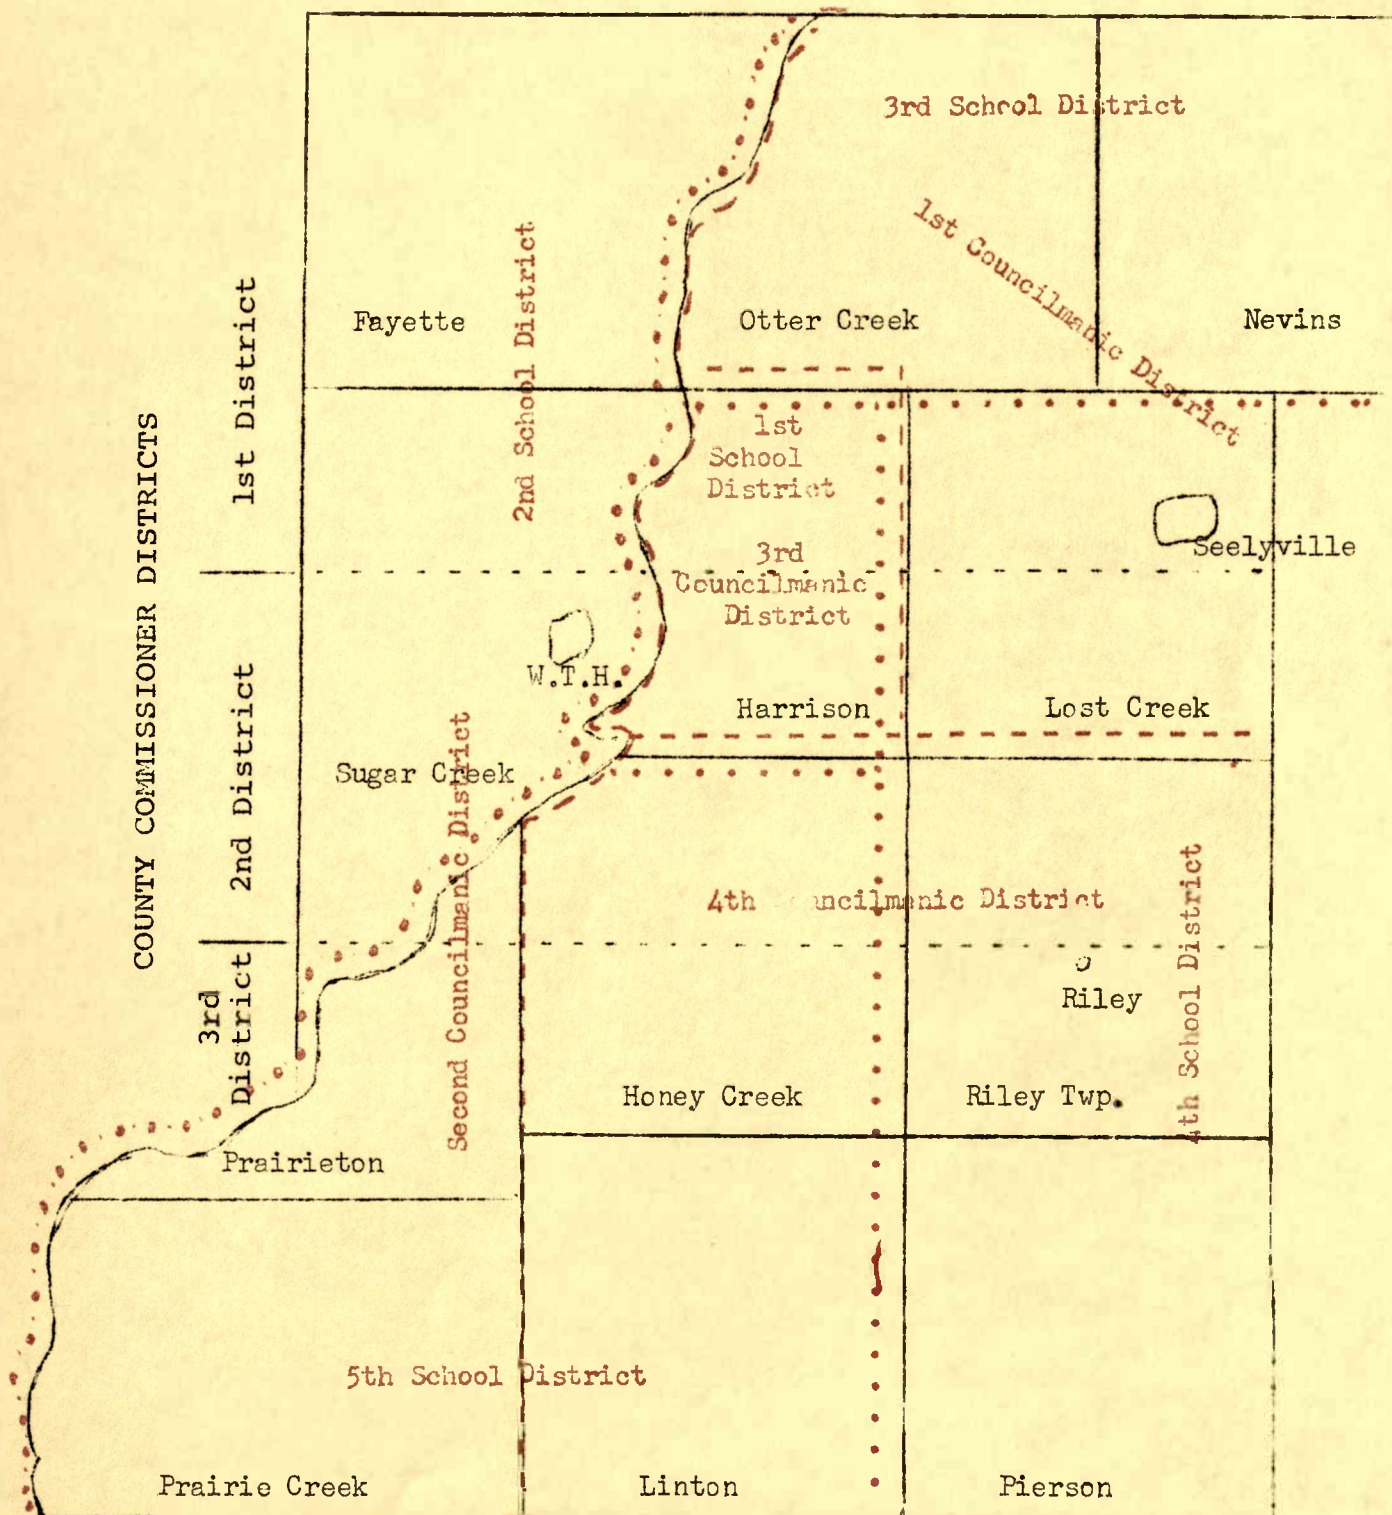 3rd School District
1st Councilmanic District
2nd School District
1st District
Fayette
Otter Creek
Nevins
COUNTY COMMISSIONER DISTRICTS
1st
School
District
Seelyville
3rd
Councilmanic
District
W.T.H.
2nd District
Harrison
Lost Creek
Sugar Creek
Second Councilmanic District
4th District
4th School District
3rd
District
Riley
Honey Creek
Riley Twp.
Prairieton
5th School District
Prairie Creek
Linton
Pierson